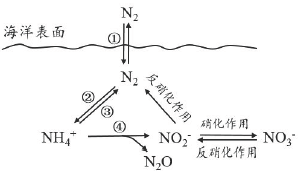 N₂
海洋表面
①
N₂
反硝化作用
②
③
硝化作用
NH₄⁺
④
NO₂⁻
NO₃⁻
反硝化作用
N₂O